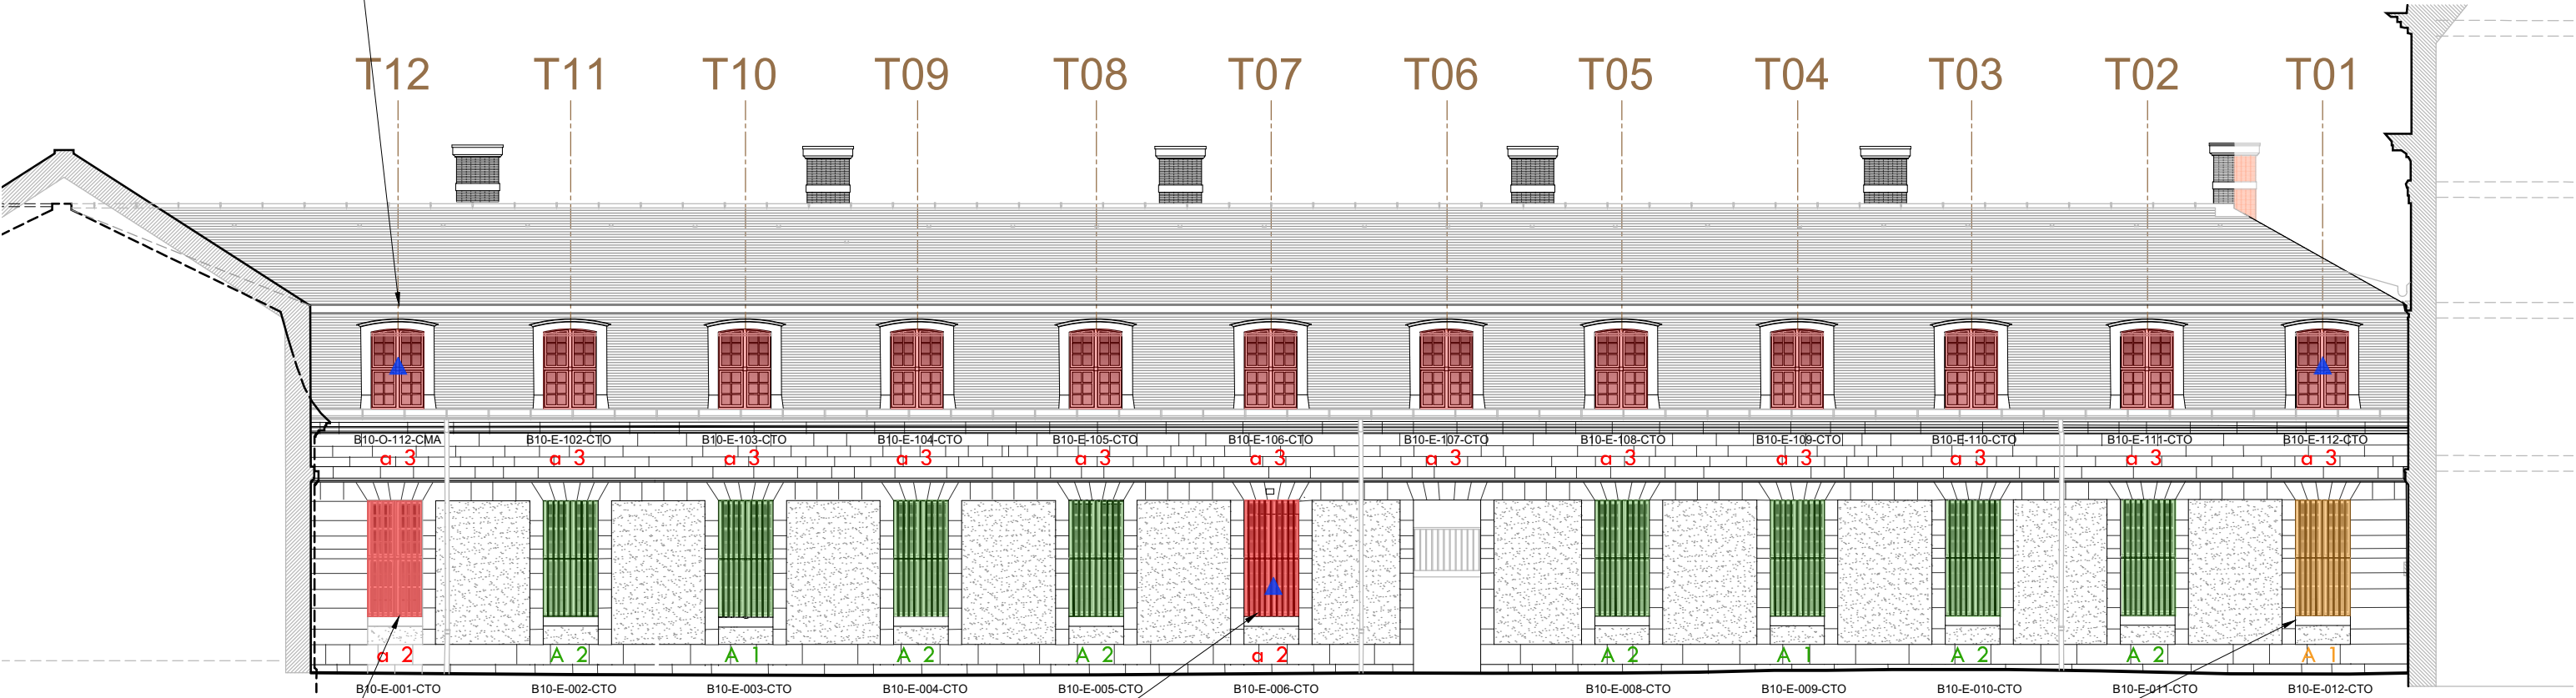 T12 T11 T10 T09 T08 T07 T06 T05 T04 T03 T02 T01
B10-O-112-CMA B10-E-102-CTO B10-E-103-CTO B10-E-104-CTO B10-E-105-CTO B10-E-106-CTO B10-E-107-CTO B10-E-108-CTO B10-E-109-CTO B10-E-110-CTO B10-E-111-CTO B10-E-112-CTO
a 3 a 3 a 3 a 3 a 3 a 3 a 3 a 3 a 3 a 3 a 3 a 3
a 2 A 2 A 1 A 2 A 2 a 2 A 2 A 1 A 2 A 2 A 1
B10-E-001-CTO B10-E-002-CTO B10-E-003-CTO B10-E-004-CTO B10-E-005-CTO B10-E-006-CTO B10-E-008-CTO B10-E-009-CTO B10-E-010-CTO B10-E-011-CTO B10-E-012-CTO